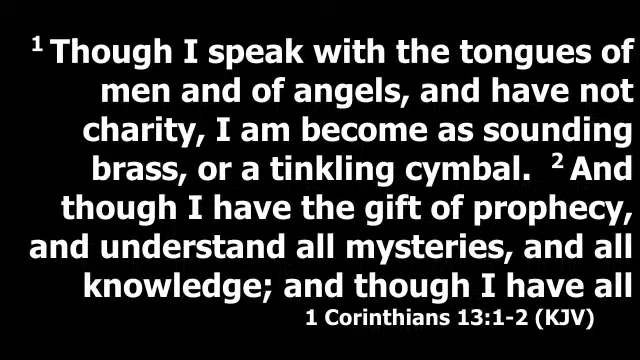 1 Though I speak with the tongues of
men and of angels, and have not
charity, I am become as sounding
brass, or a tinkling cymbal. 2 And
though I have the gift of prophecy,
and understand all mysteries, and all
knowledge; and though I have all
1 Corinthians 13:1-2 (KJV)